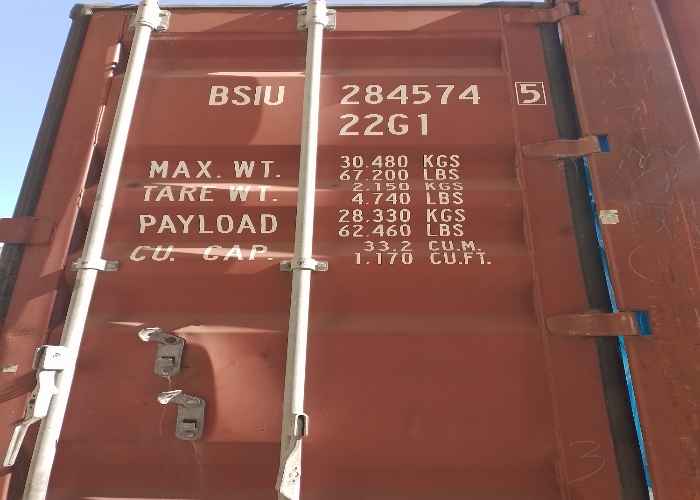 BSIU 284574 5
22G1
MAX. WT. 30.480 KGS
67.200 LBS
TARE WT. 2.150 KGS
4.740 LBS
PAYLOAD 28.330 KGS
62.460 LBS
CU. CAP. 33.2 CU.M.
1.170 CU.FT.
3